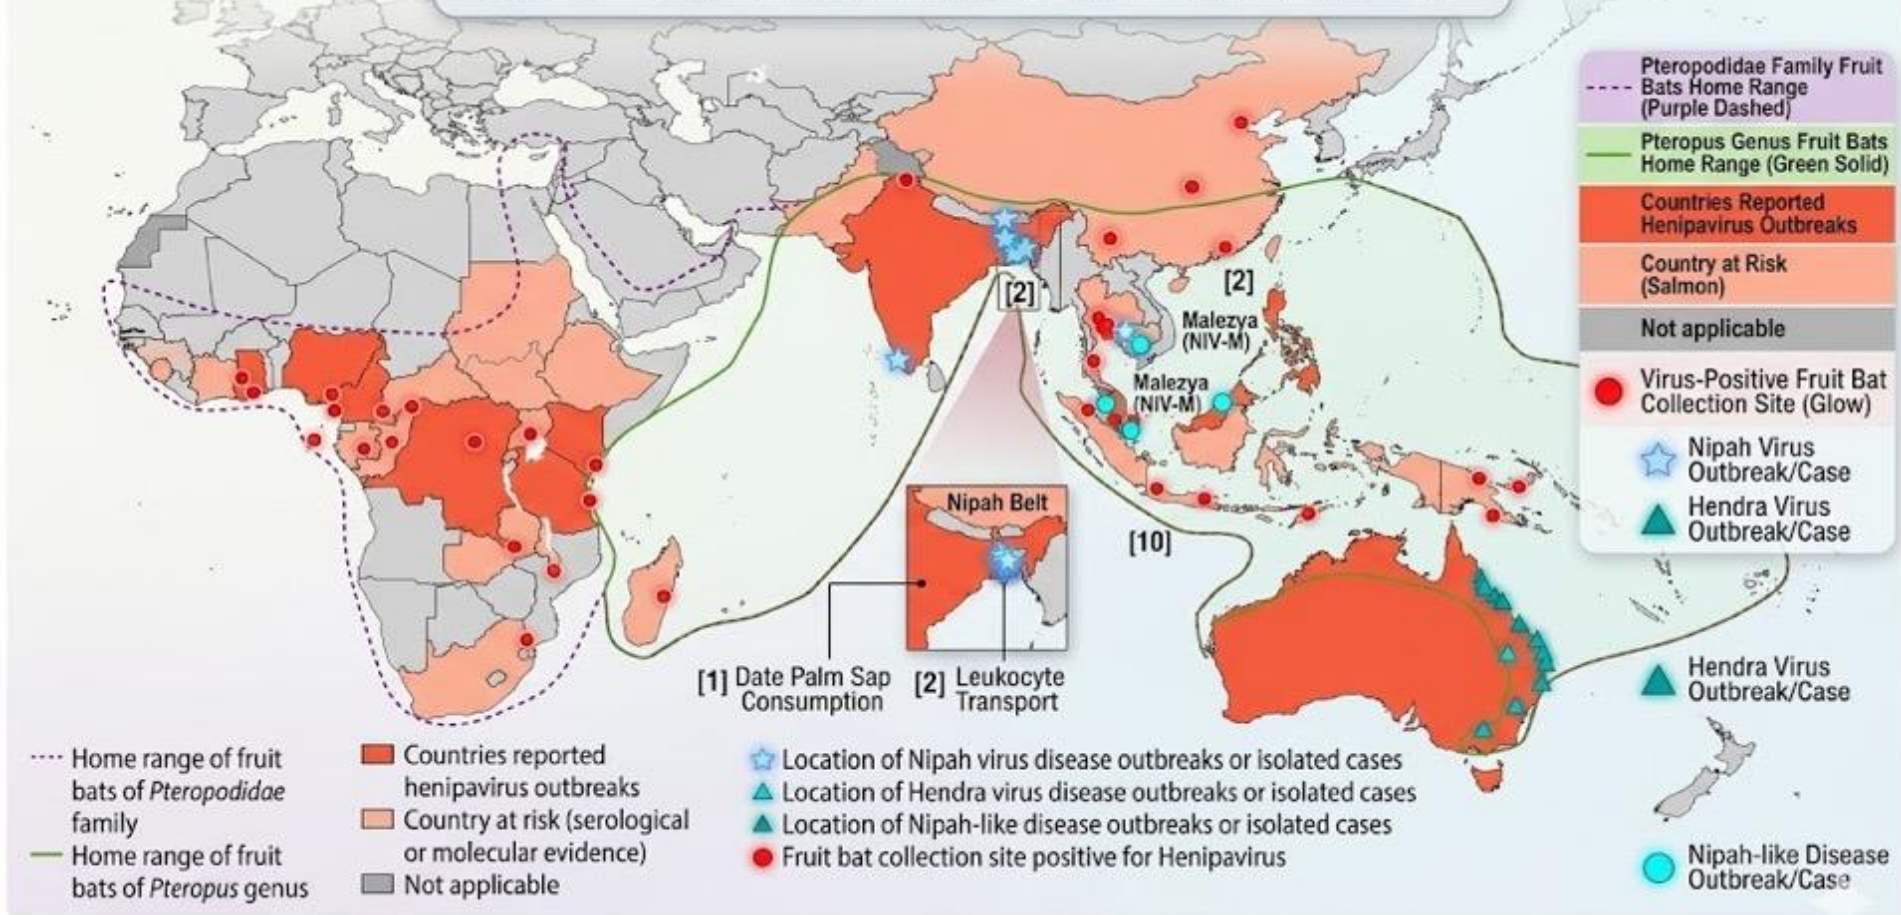 Pteropodidae Family Fruit
Bats Home Range
(Purple Dashed)
Pteropus Genus Fruit Bats
Home Range (Green Solid)
Countries Reported
Henipavirus Outbreaks
Country at Risk
(Salmon)
Not applicable
Virus-Positive Fruit Bat
Collection Site (Glow)
Nipah Virus
Outbreak/Case
Hendra Virus
Outbreak/Case
[2]
[2]
Malezya
(NIV-M)
Malezya
(NIV-M)
Nipah Belt
[10]
[1] Date Palm Sap
Consumption
[2] Leukocyte
Transport
Hendra Virus
Outbreak/Case
Home range of fruit
bats of Pteropodidae
family
Home range of fruit
bats of Pteropus genus
Countries reported
henipavirus outbreaks
Country at risk (serological
or molecular evidence)
Not applicable
Location of Nipah virus disease outbreaks or isolated cases
Location of Hendra virus disease outbreaks or isolated cases
Location of Nipah-like disease outbreaks or isolated cases
Fruit bat collection site positive for Henipavirus
Nipah-like Disease
Outbreak/Case